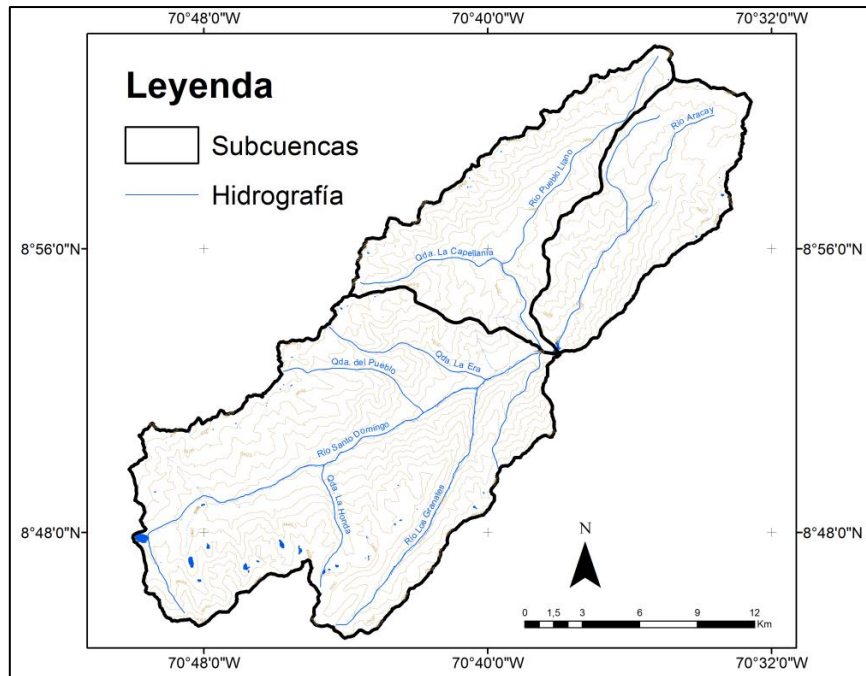 70°48'0"W 70°40'0"W 70°32'0"W
Leyenda
Subcuencas
Hidrografía
Río Aracay
Río Pueblo Llano
8°56'0"N 8°56'0"N
Qda. La Capellanía
Qda. La Era
Qda. del Pueblo
Río Santo Domingo
Qda. La Honda
Río Los Granates
8°48'0"N 8°48'0"N
N
0 1,5 3 6 9 12
Km
70°48'0"W 70°40'0"W 70°32'0"W